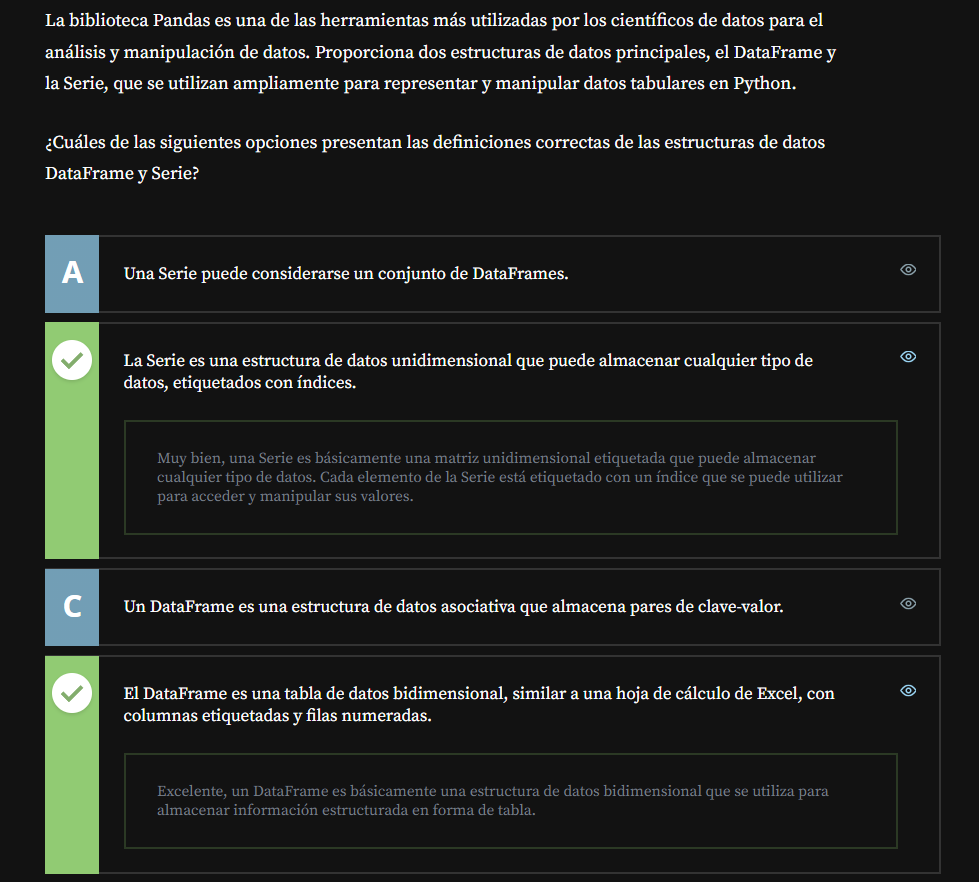 La biblioteca Pandas es una de las herramientas más utilizadas por los científicos de datos para el
análisis y manipulación de datos. Proporciona dos estructuras de datos principales, el DataFrame y
la Serie, que se utilizan ampliamente para representar y manipular datos tabulares en Python.
¿Cuáles de las siguientes opciones presentan las definiciones correctas de las estructuras de datos
DataFrame y Serie?
A
Una Serie puede considerarse un conjunto de DataFrames.
La Serie es una estructura de datos unidimensional que puede almacenar cualquier tipo de
datos, etiquetados con índices.
Muy bien, una Serie es básicamente una matriz unidimensional etiquetada que puede almacenar
cualquier tipo de datos. Cada elemento de la Serie está etiquetado con un índice que se puede utilizar
para acceder y manipular sus valores.
C
Un DataFrame es una estructura de datos asociativa que almacena pares de clave-valor.
El DataFrame es una tabla de datos bidimensional, similar a una hoja de cálculo de Excel, con
columnas etiquetadas y filas numeradas.
Excelente, un DataFrame es básicamente una estructura de datos bidimensional que se utiliza para
almacenar información estructurada en forma de tabla.